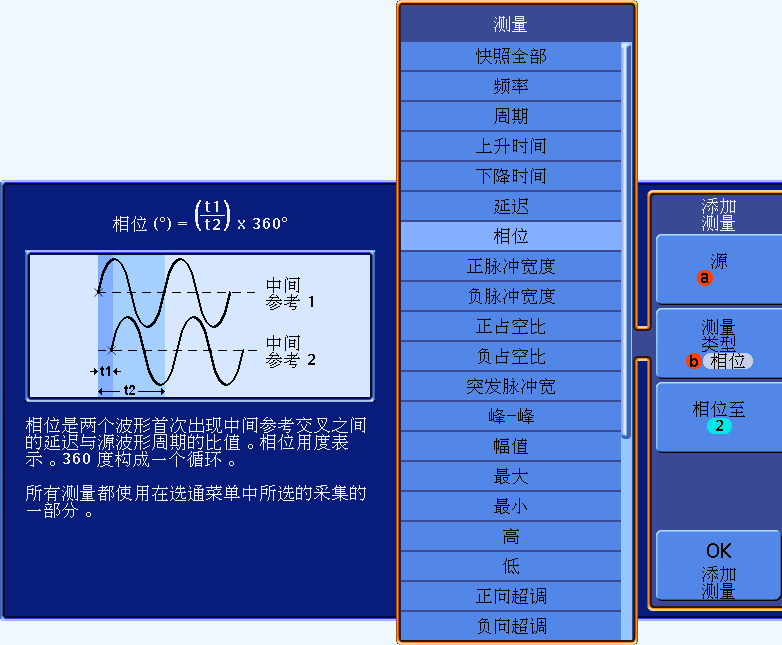 测量
快照全部
频率
周期
上升时间
下降时间
延迟
相位
正脉冲宽度
负脉冲宽度
正占空比
负占空比
突发脉冲宽
峰-峰
幅值
最大
最小
高
低
正向超调
负向超调
相位 (°) = (t1/t2) x 360°
中间
参考 1
中间
参考 2
t1
t2
相位是两个波形首次出现中间参考交叉之间
的延迟与源波形周期的比值。相位用度表
示。360 度构成一个循环。
所有测量都使用在选通菜单中所选的采集的
一部分。
添加
测量
源
a
测量
类型
b 相位
相位至
2
OK
添加
测量